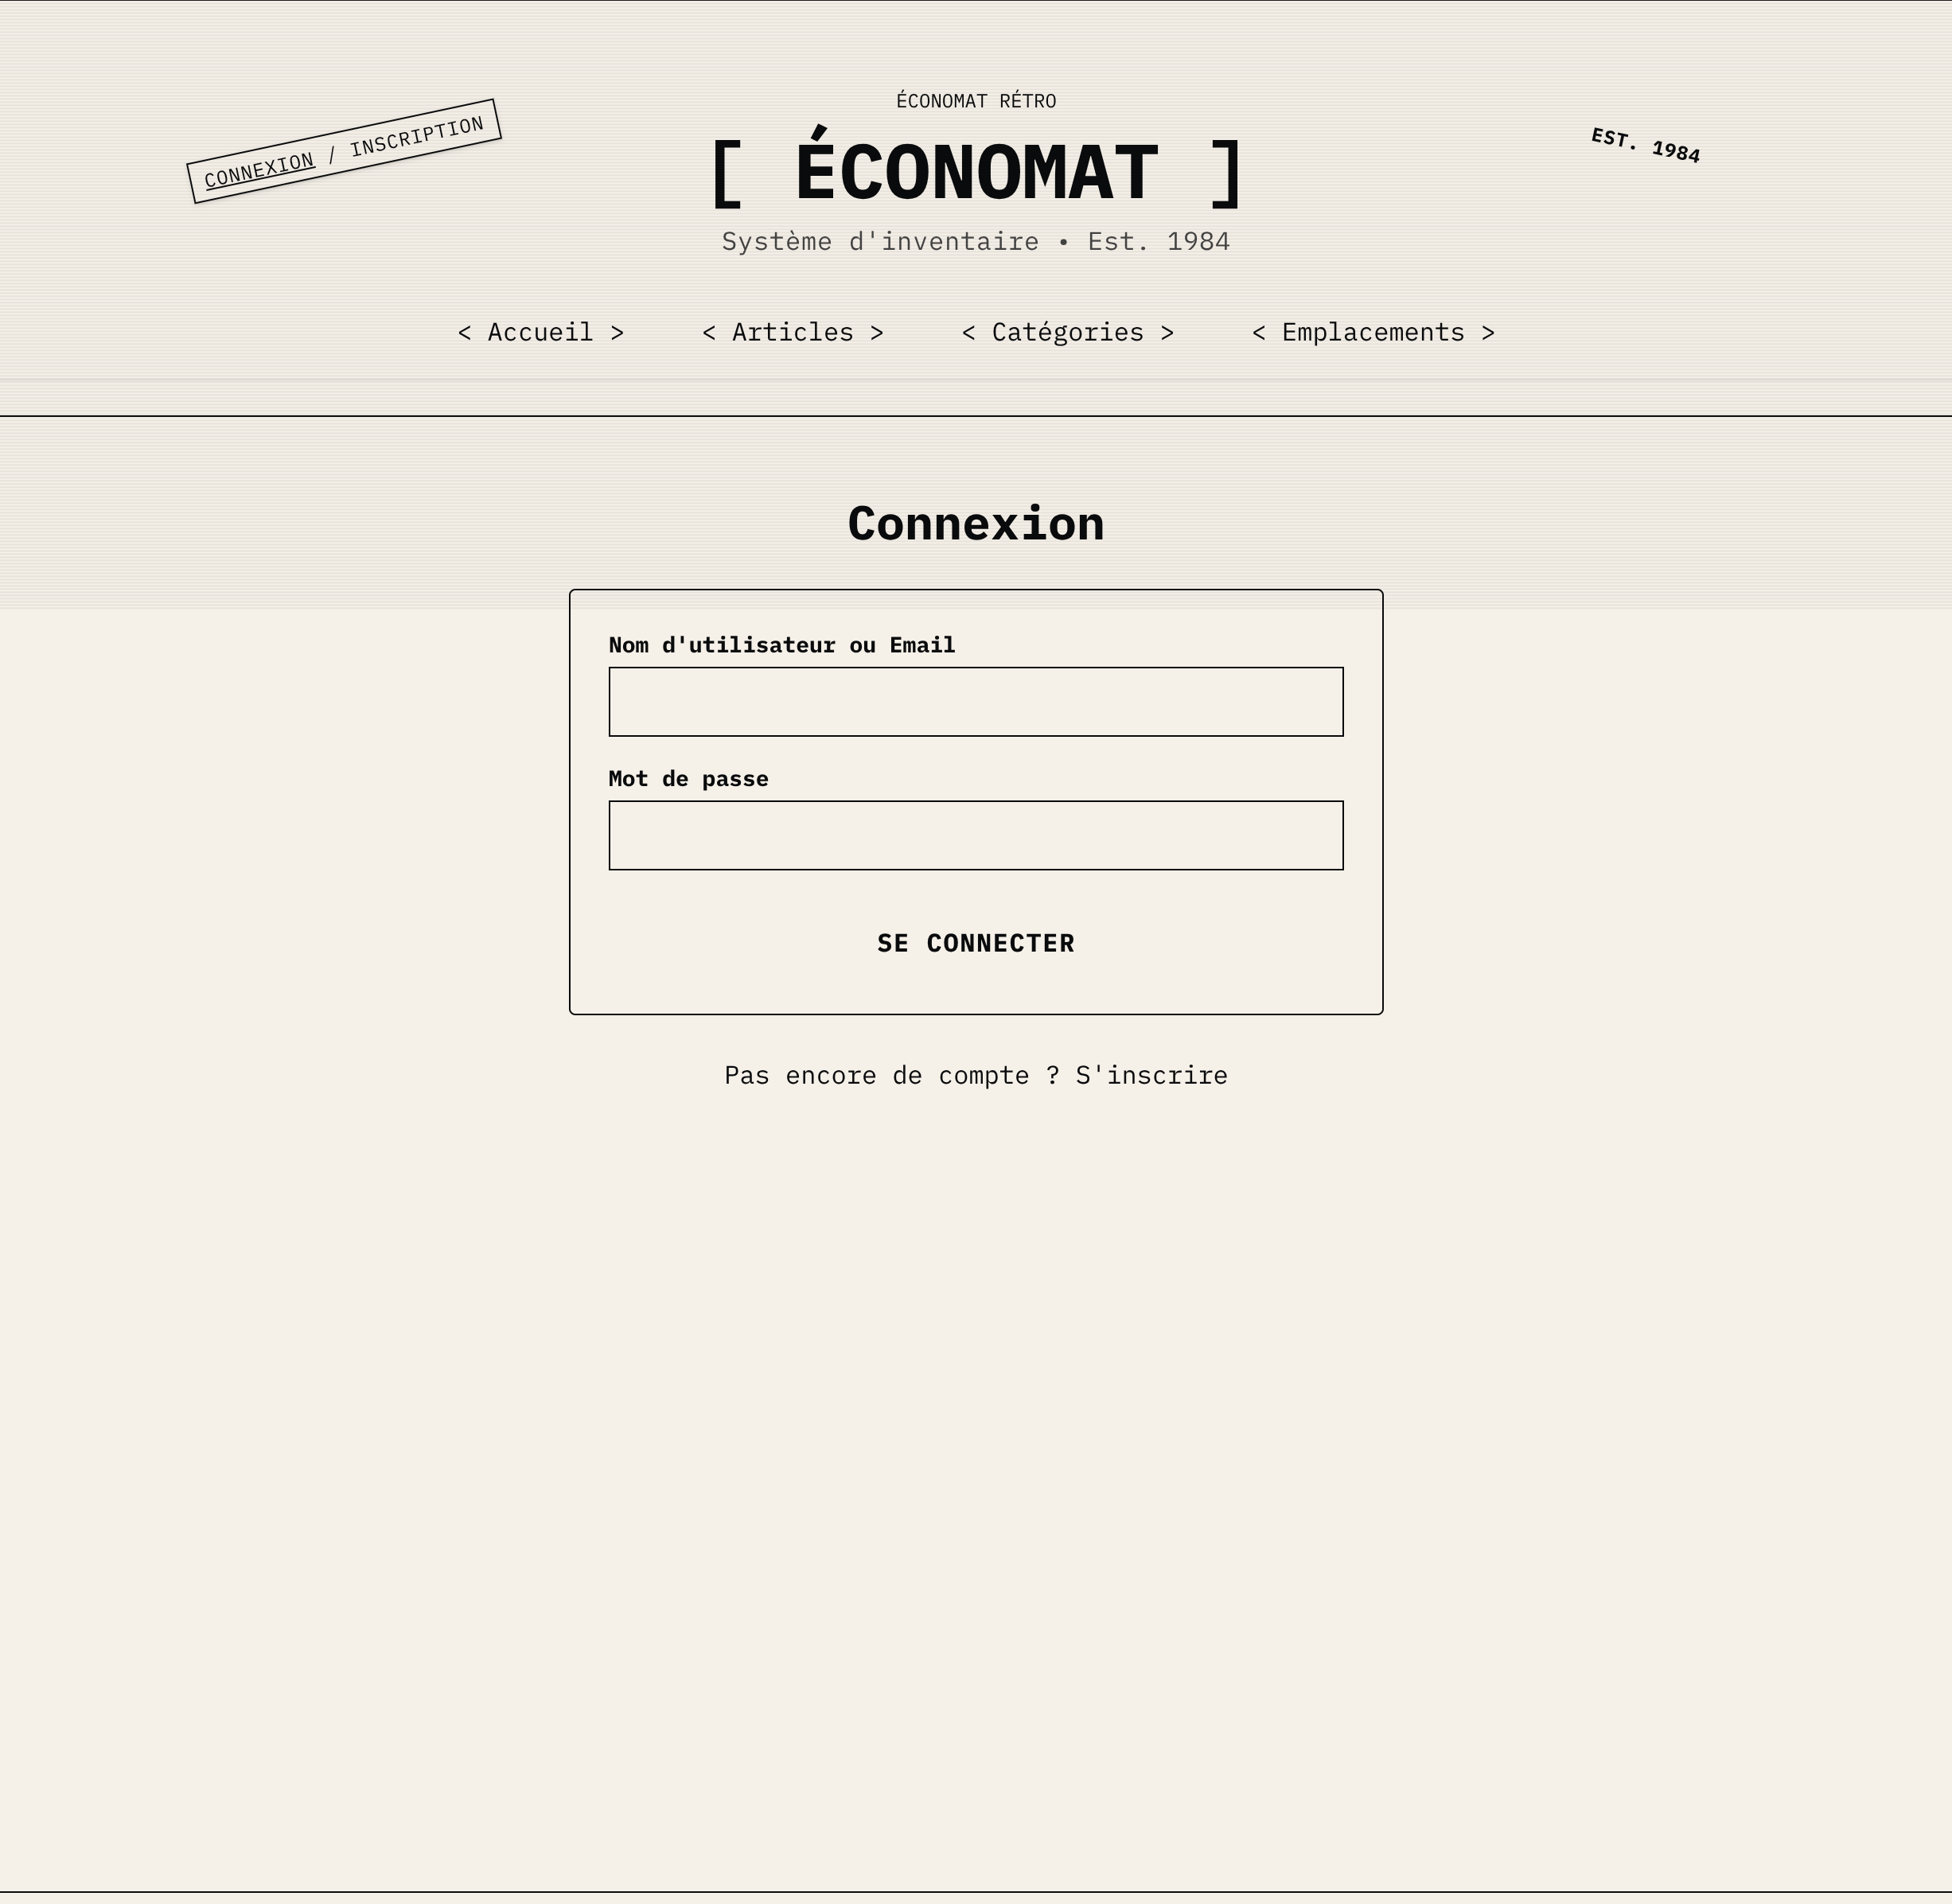 ÉCONOMAT RÉTRO
CONNEXION / INSCRIPTION
[ ÉCONOMAT ]
EST. 1984
Système d'inventaire • Est. 1984
< Accueil > < Articles > < Catégories > < Emplacements >
Connexion
Nom d'utilisateur ou Email
Mot de passe
SE CONNECTER
Pas encore de compte ? S'inscrire